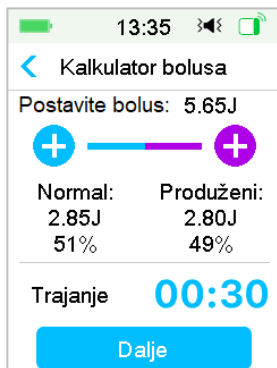 13:35
Kalkulator bolusa
Postavite bolus: 5.65J
Normal: Produženi:
2.85J 2.80J
51% 49%
Trajanje 00:30
Dalje